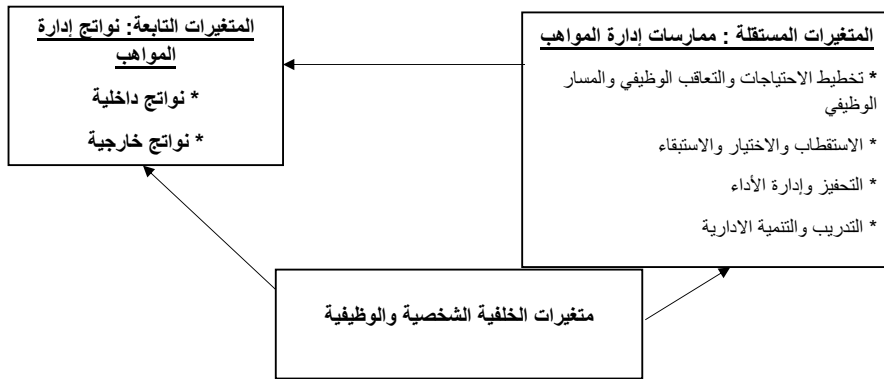 المتغيرات المستقلة : ممارسات إدارة المواهب
* تخطيط الاحتياجات والتعاقب الوظيفي والمسار
الوظيفي
* الاستقطاب والاختيار والاستبقاء
* التحفيز وإدارة الأداء
* التدريب والتنمية الادارية
المتغيرات التابعة: نواتج إدارة
المواهب
* نواتج داخلية
* نواتج خارجية
متغيرات الخلفية الشخصية والوظيفية